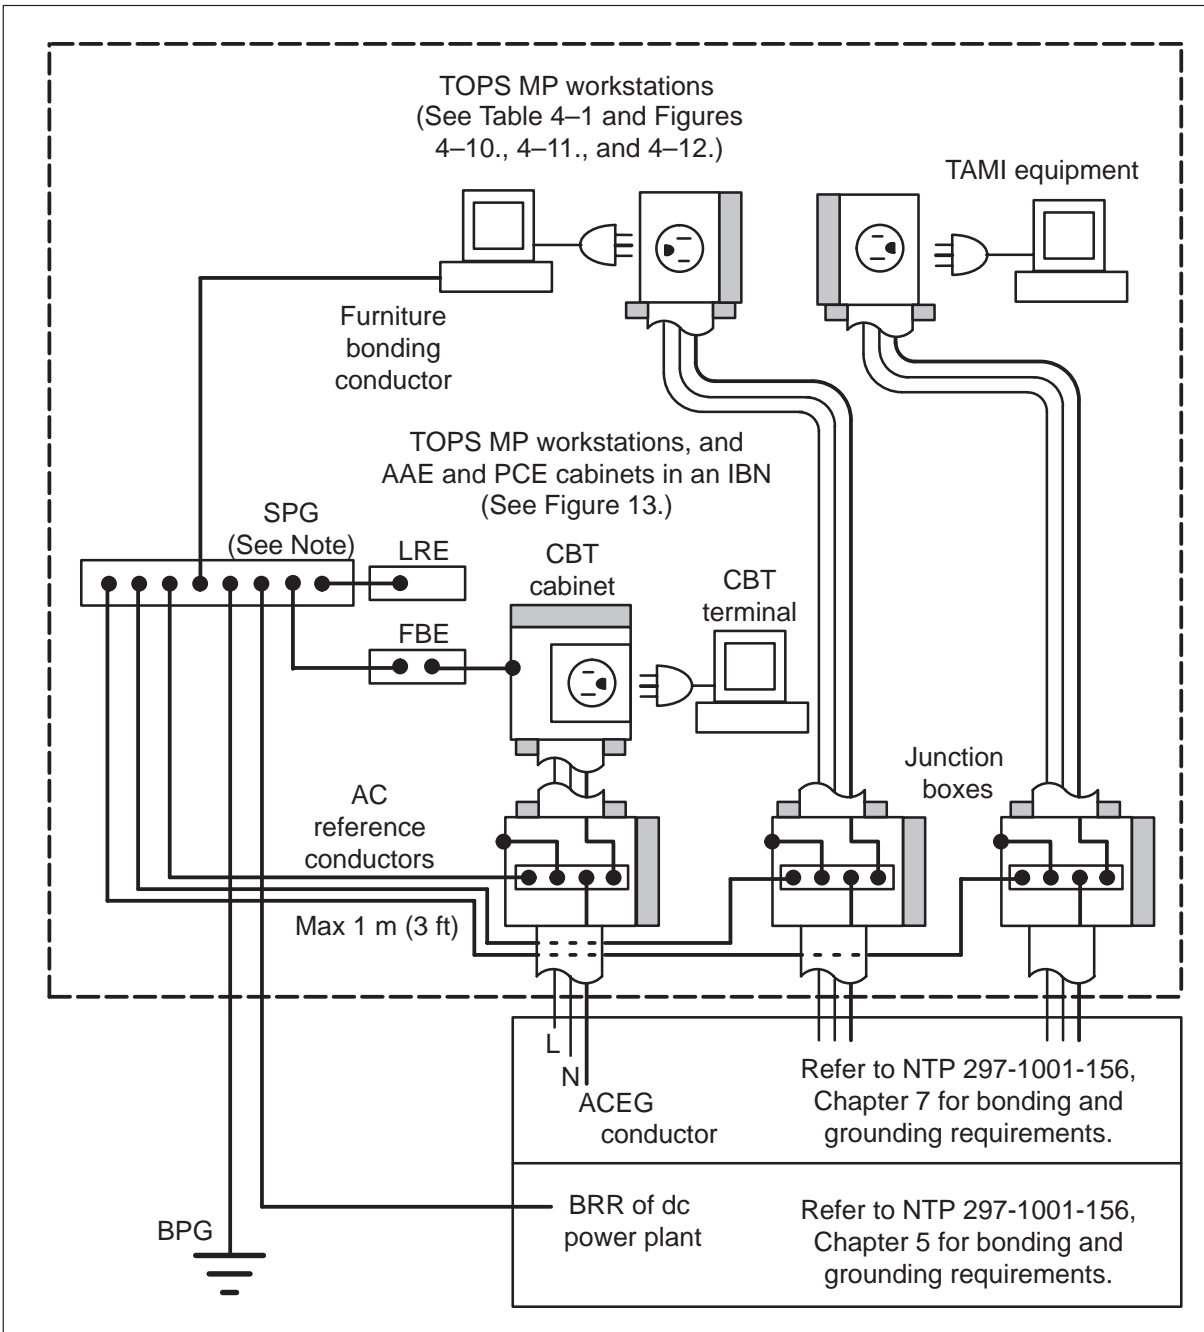 TOPS MP workstations
(See Table 4–1 and Figures
4–10., 4–11., and 4–12.)
TAMI equipment
Furniture
bonding
conductor
TOPS MP workstations, and
AAE and PCE cabinets in an IBN
(See Figure 13.)
SPG
(See Note)
LRE
CBT
cabinet
CBT
terminal
FBE
Junction
boxes
AC
reference
conductors
Max 1 m (3 ft)
L
N
ACEG
conductor
Refer to NTP 297-1001-156,
Chapter 7 for bonding and
grounding requirements.
BPG
BRR of dc
power plant
Refer to NTP 297-1001-156,
Chapter 5 for bonding and
grounding requirements.